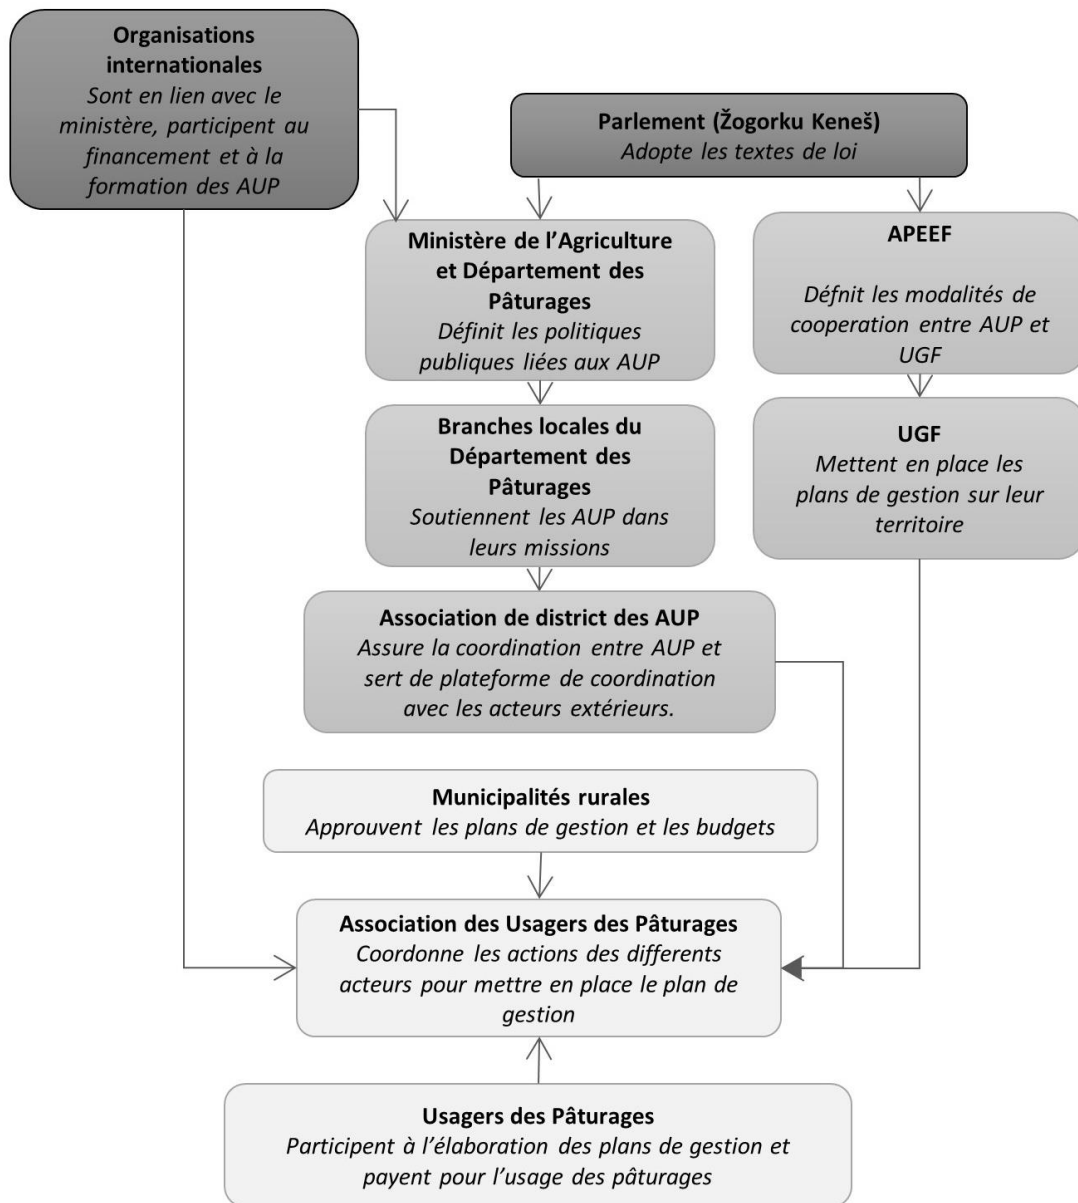 Organisations
internationales
Sont en lien avec le
ministère, participent au
financement et à la
formation des AUP
Parlement (Žogorku Keneš)
Adopte les textes de loi
Ministère de l’Agriculture
et Département des
Pâturages
Définit les politiques
publiques liées aux AUP
APEEF
Défnit les modalités de
cooperation entre AUP et
UGF
Branches locales du
Département des
Pâturages
Soutiennent les AUP dans
leurs missions
UGF
Mettent en place les
plans de gestion sur leur
territoire
Association de district des AUP
Assure la coordination entre AUP et
sert de plateforme de coordination
avec les acteurs extérieurs.
Municipalités rurales
Approuvent les plans de gestion et les budgets
Association des Usagers des Pâturages
Coordonne les actions des differents
acteurs pour mettre en place le plan de
gestion
Usagers des Pâturages
Participent à l’élaboration des plans de gestion et
payent pour l’usage des pâturages